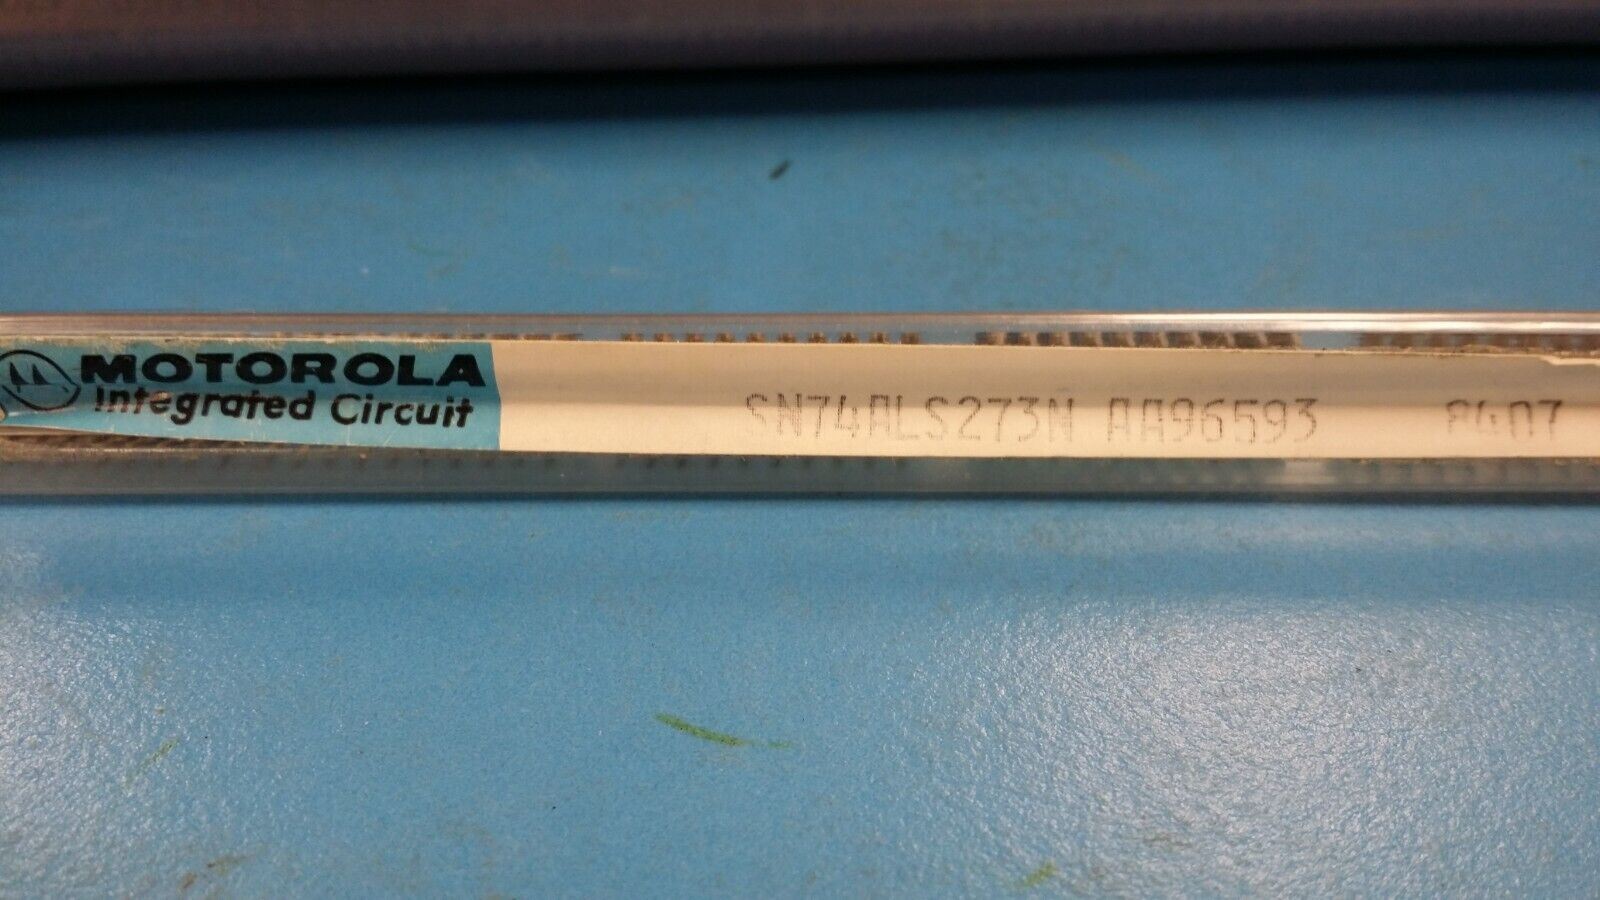 MOTOROLA
Integrated Circuit
SN74ALS273N AA96593 8407